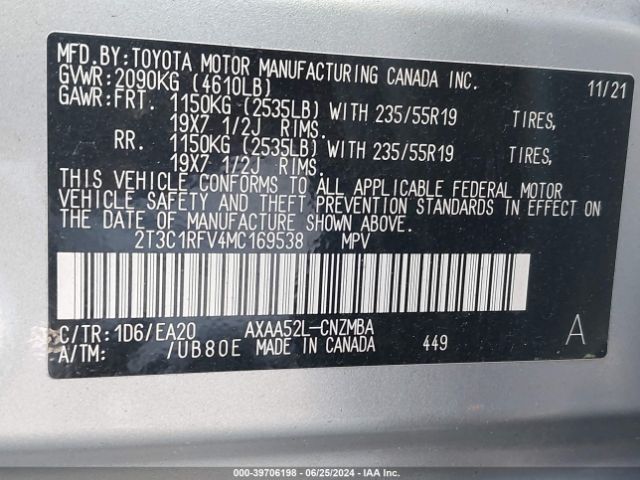 MFD.BY:TOYOTA MOTOR MANUFACTURING CANADA INC.
GVWR:2090KG (4610LB) 11/21
GAWR:FRT. 1150KG (2535LB) WITH 235/55R19 TIRES,
19X7 1/2J RIMS.
RR. 1150KG (2535LB) WITH 235/55R19 TIRES,
19X7 1/2J RIMS.
THIS VEHICLE CONFORMS TO ALL APPLICABLE FEDERAL MOTOR
VEHICLE SAFETY AND THEFT PREVENTION STANDARDS IN EFFECT ON
THE DATE OF MANUFACTURE SHOWN ABOVE.
2T3C1RFV4MC169538 MPV
C/TR:1D6/EA20 AXAA52L-CNZMBA
A/TM: /UB80E MADE IN CANADA 449 A
© IAA - 39706198 - 06/25/2024 - IAAI.COM